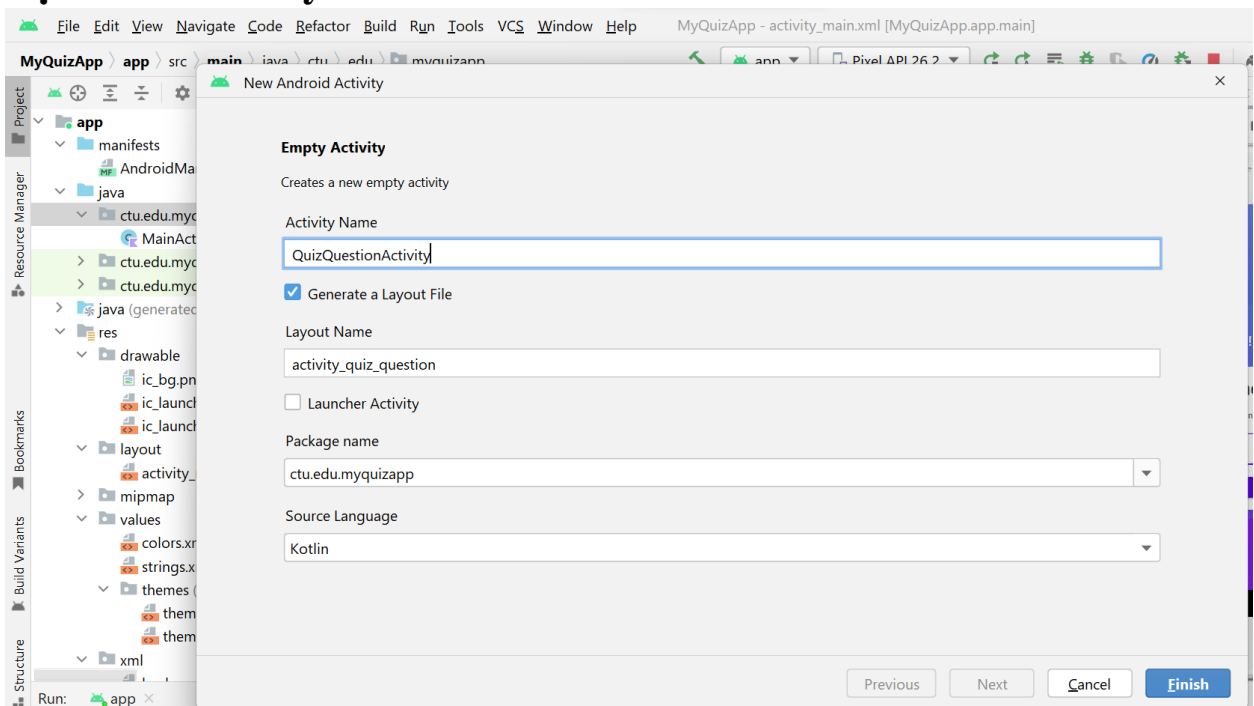 File Edit View Navigate Code Refactor Build Run Tools VCS Window Help MyQuizApp - activity_main.xml [MyQuizApp.app.main]
MyQuizApp app src main java ctu edu myquizapp app Pixel API 26 2
New Android Activity
Project
app
manifests
AndroidMa
java
ctu.edu.myq
MainAct
ctu.edu.myq
ctu.edu.myq
java (generated
res
drawable
ic_bg.pn
ic_launch
ic_launch
layout
activity_
mipmap
values
colors.xm
strings.x
themes (
them
them
xml
Resource Manager
Bookmarks
Build Variants
Structure
Run: app
Empty Activity
Creates a new empty activity
Activity Name
QuizQuestionActivity
Generate a Layout File
Layout Name
activity_quiz_question
Launcher Activity
Package name
ctu.edu.myquizapp
Source Language
Kotlin
Previous Next Cancel Finish